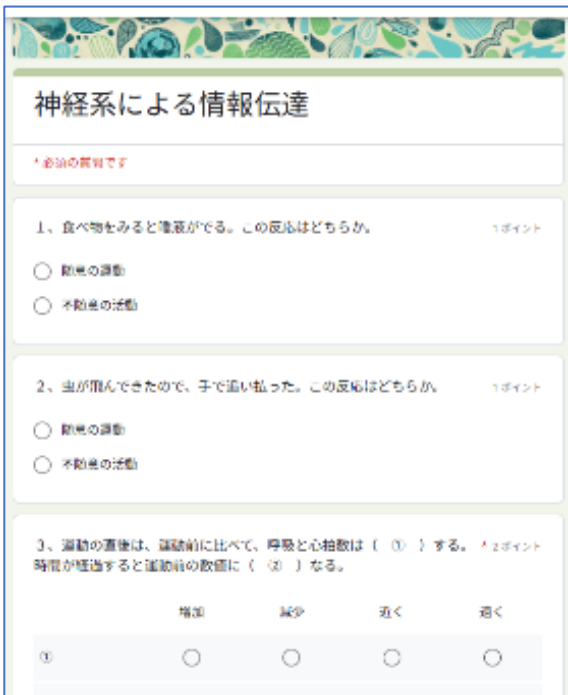 神経系による情報伝達
* 必須の質問です
1、食べ物をみると唾液がでる。この反応はどちらか。 1 ポイント
随意の運動
不随意の活動
2、虫が飛んできたので、手で追い払った。この反応はどちらか。 1 ポイント
随意の運動
不随意の活動
3、運動の直後は、運動前に比べて、呼吸と心拍数は（ ① ）する。 * 2 ポイント
時間が経過すると運動前の数値に（ ② ）なる。
増加 減少 近く 遠く
①